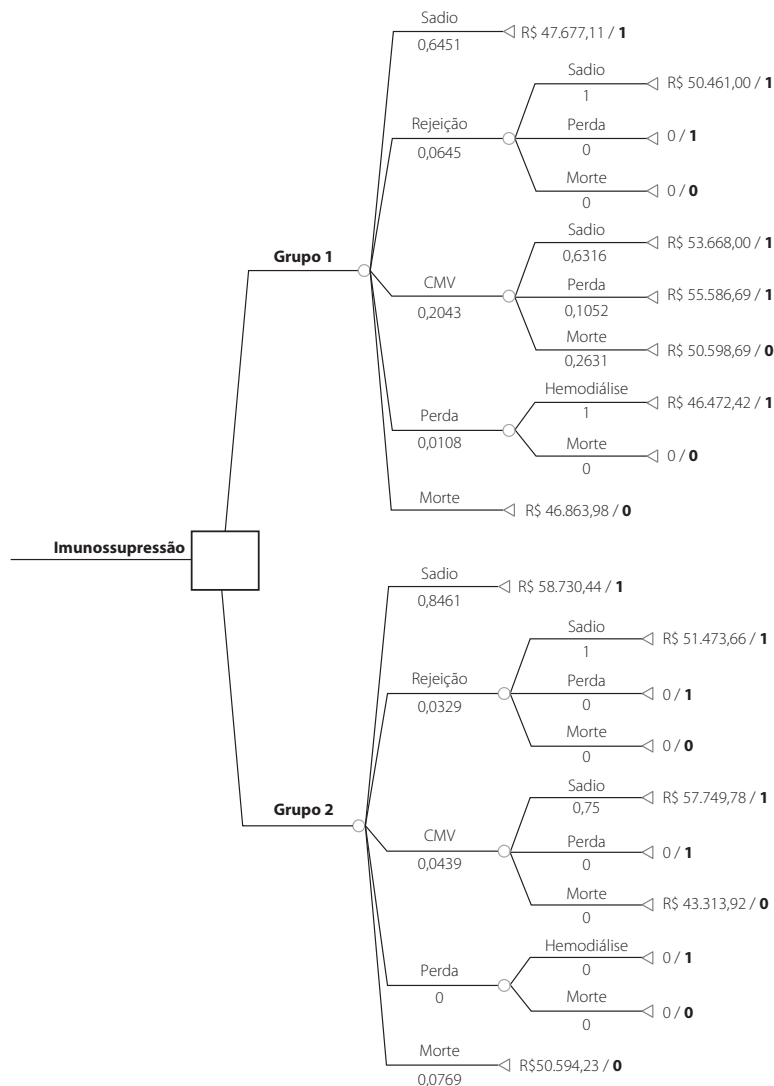 Sadio
0,6451
R$ 47.677,11 / 1
Sadio
1
R$ 50.461,00 / 1
Rejeição
0,0645
Perda
0
0 / 1
Morte
0
0 / 0
Sadio
0,6316
R$ 53.668,00 / 1
Grupo 1
CMV
0,2043
Perda
0,1052
R$ 55.586,69 / 1
Morte
0,2631
R$ 50.598,69 / 0
Hemodiálise
1
R$ 46.472,42 / 1
Perda
0,0108
Morte
0
0 / 0
Morte
R$ 46.863,98 / 0
Imunossupressão
Sadio
0,8461
R$ 58.730,44 / 1
Sadio
1
R$ 51.473,66 / 1
Rejeição
0,0329
Perda
0
0 / 1
Morte
0
0 / 0
Sadio
0,75
R$ 57.749,78 / 1
Grupo 2
CMV
0,0439
Perda
0
0 / 1
Morte
0
R$ 43.313,92 / 0
Hemodiálise
0
0 / 1
Perda
0
Morte
0
0 / 0
Morte
0,0769
R$50.594,23 / 0